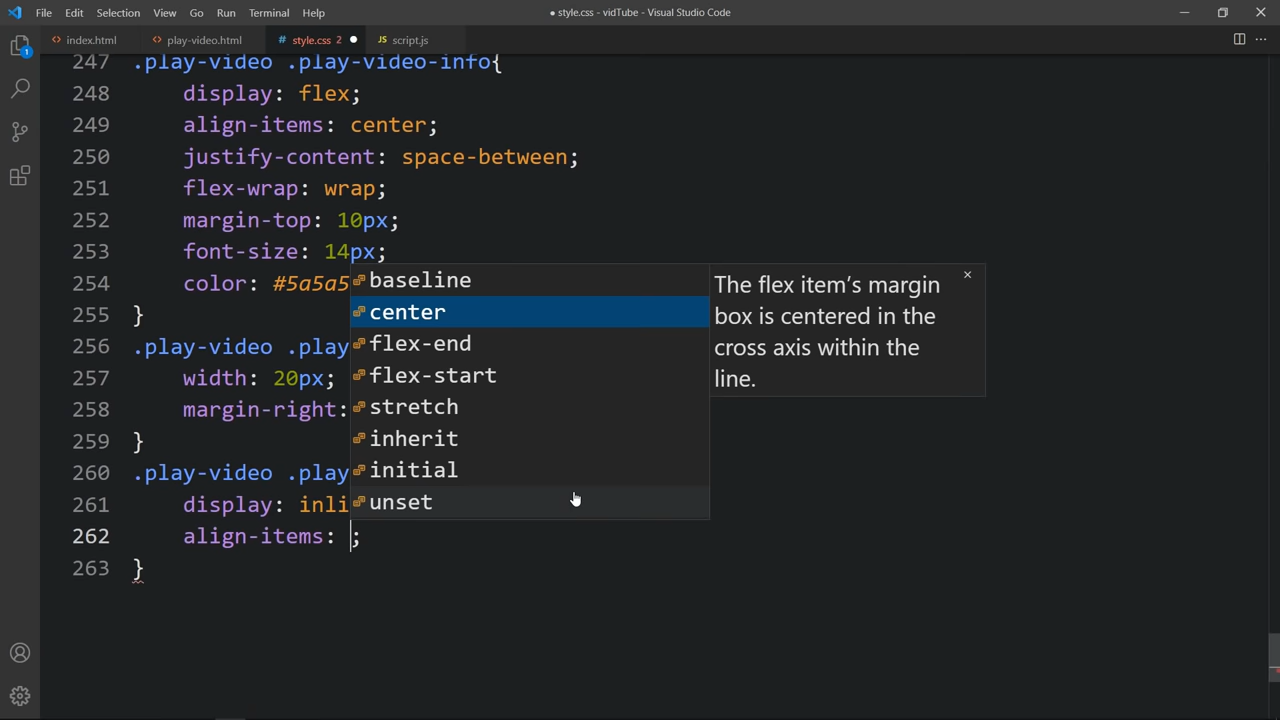 File Edit Selection View Go Run Terminal Help ● style.css - vidTube - Visual Studio Code
index.html play-video.html # style.css 2 ● JS script.js
1
247 .play-video .play-video-info{
248 display: flex;
249 align-items: center;
250 justify-content: space-between;
251 flex-wrap: wrap;
252 margin-top: 10px;
253 font-size: 14px;
254 color: #5a5a5
255 }
256 .play-video .play
257 width: 20px;
258 margin-right:
259 }
260 .play-video .play
261 display: inli
262 align-items: ;
263 }
baseline
center
flex-end
flex-start
stretch
inherit
initial
unset
The flex item's margin
box is centered in the
cross axis within the
line.